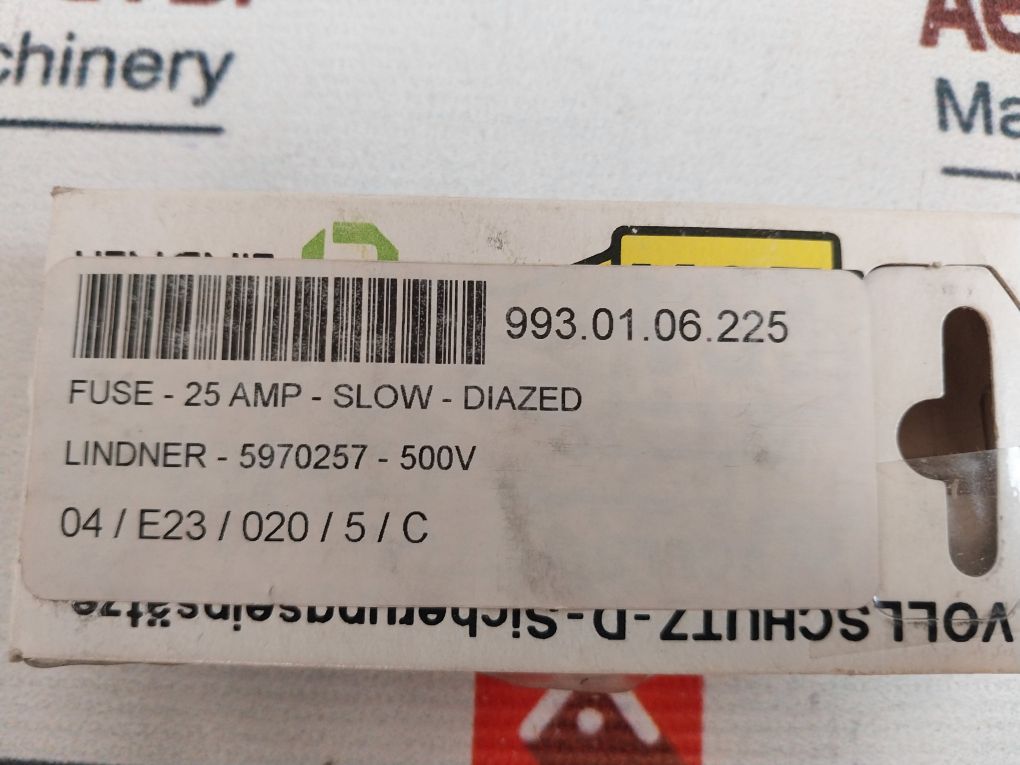 chinery
Ma
993.01.06.225
FUSE - 25 AMP - SLOW - DIAZED
LINDNER - 5970257 - 500V
04 / E23 / 020 / 5 / C
VOLLSCHUTZ-D-Sicherungseinsätze